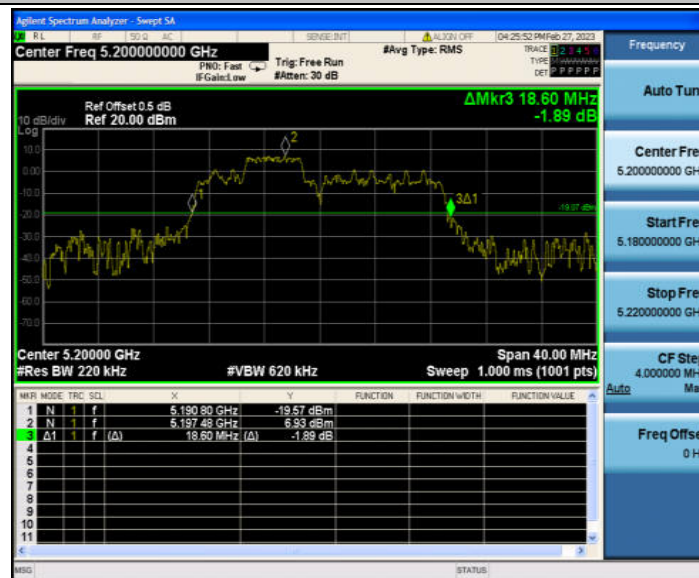 Agilent Spectrum Analyzer - Swept SA
RL RF 50 Ω AC SENSE:INT ALIGN OFF 04:25:52 PM Feb 27, 2023
Center Freq 5.200000000 GHz #Avg Type: RMS TRACE 1 2 3 4 5 6
PNO: Fast Trig: Free Run TYPE
IFGain:Low #Atten: 30 dB DET P P P P P P
Ref Offset 0.5 dB ΔMkr3 18.60 MHz
10 dB/div Ref 20.00 dBm -1.89 dB
Log
10.0
0.00
-10.0
-20.0
-30.0
-40.0
-50.0
-60.0
-70.0
2
3Δ1
-19.07 dBm
Center 5.20000 GHz Span 40.00 MHz
#Res BW 220 kHz #VBW 620 kHz Sweep 1.000 ms (1001 pts)
MKR MODE TRC SCL X Y FUNCTION FUNCTION WIDTH FUNCTION VALUE
1 N 1 f 5.190 80 GHz -19.57 dBm
2 N 1 f 5.197 48 GHz 6.93 dBm
3 Δ1 1 f (Δ) 18.60 MHz (Δ) -1.89 dB
4
5
6
7
8
9
10
11
MSG STATUS
Frequency
Auto Tun
Center Fre
5.200000000 GH
Start Fre
5.180000000 GH
Stop Fre
5.220000000 GH
CF Ste
4.000000 MH
Auto Ma
Freq Offse
0 H